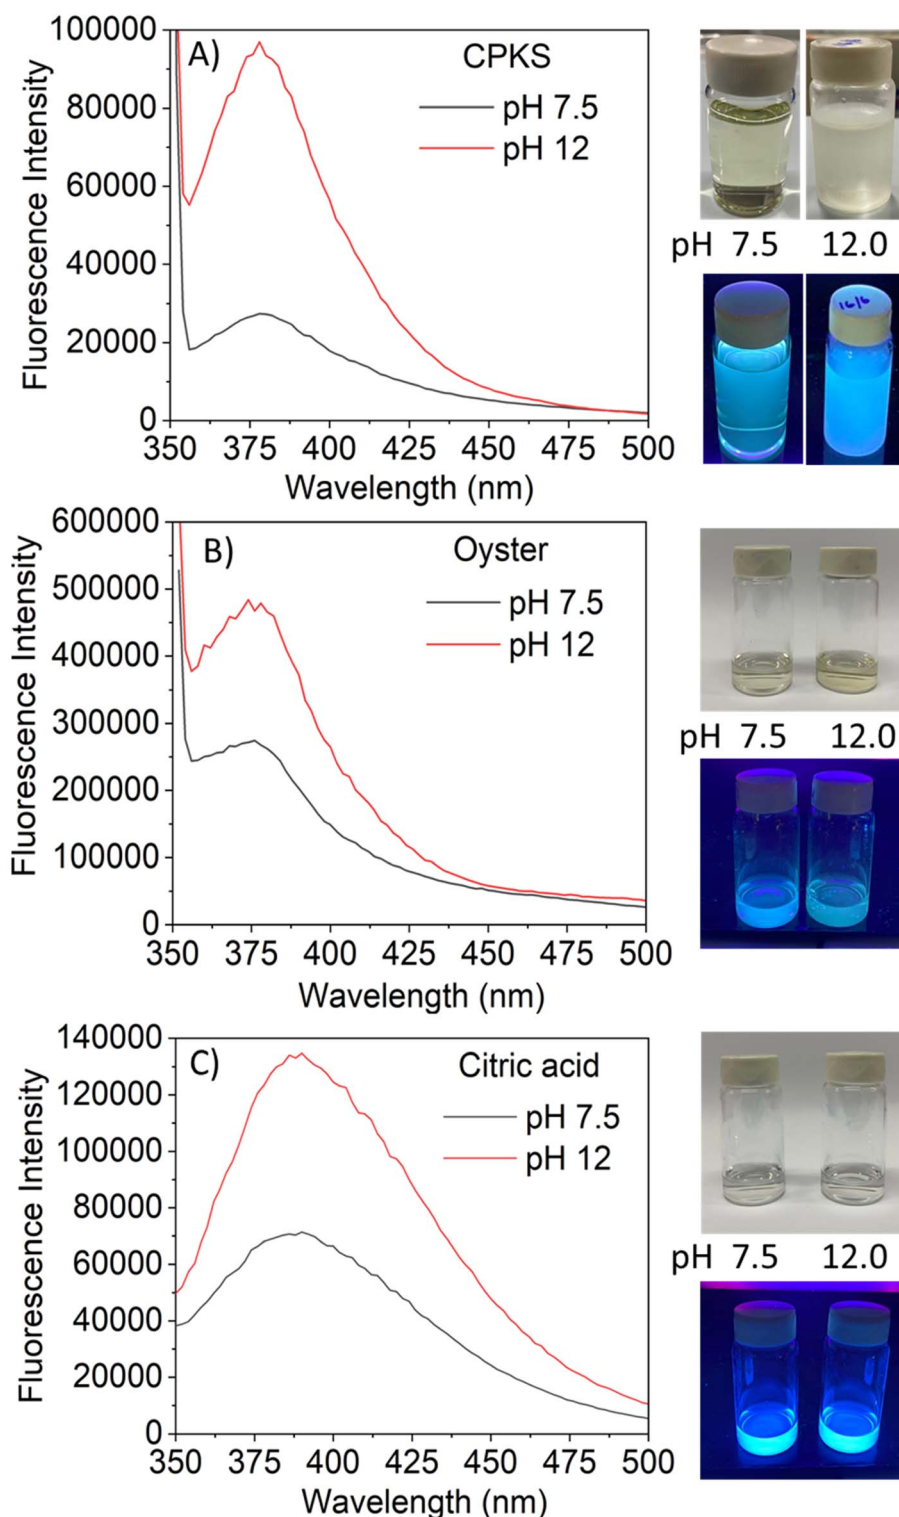 A)
CPKS
pH 7.5
pH 12
Fluorescence Intensity
100000
80000
60000
40000
20000
0
350 375 400 425 450 475 500
Wavelength (nm)
pH 7.5 12.0
16/6
B)
Oyster
pH 7.5
pH 12
Fluorescence Intensity
600000
500000
400000
300000
200000
100000
0
350 375 400 425 450 475 500
Wavelength (nm)
pH 7.5 12.0
C)
Citric acid
pH 7.5
pH 12
Fluorescence Intensity
140000
120000
100000
80000
60000
40000
20000
0
350 375 400 425 450 475 500
Wavelength (nm)
pH 7.5 12.0